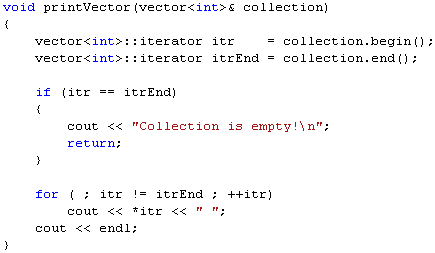 void printVector(vector<int>& collection)
{
    vector<int>::iterator itr    = collection.begin();
    vector<int>::iterator itrEnd = collection.end();

    if (itr == itrEnd)
    {
        cout << "Collection is empty!\n";
        return;
    }

    for ( ; itr != itrEnd ; ++itr)
        cout << *itr << " ";
    cout << endl;
}